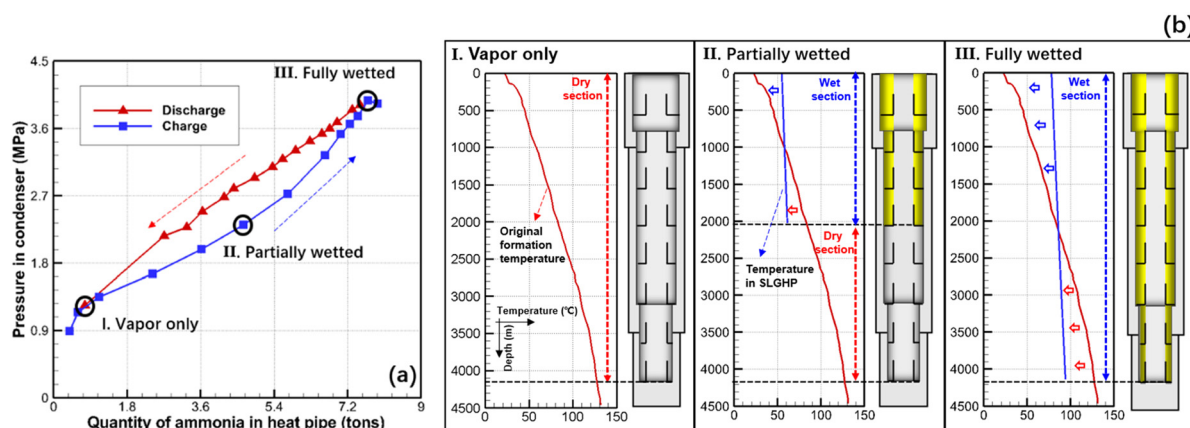 (b)
4.5
3.6
2.7
1.8
0.9
0
Pressure in condenser (MPa)
Discharge
Charge
III. Fully wetted
II. Partially wetted
I. Vapor only
(a)
0 1.8 3.6 5.4 7.2 9
Quantity of ammonia in heat pipe (tons)
I. Vapor only
0
500
1000
1500
2000
2500
3000
3500
4000
4500
Dry
section
Original
formation
temperature
Temperature (℃)
Depth (m)
0 50 100 150
II. Partially wetted
0
500
1000
1500
2000
2500
3000
3500
4000
4500
Wet
section
Dry
section
Temperature
in SLGHP
0 50 100 150
III. Fully wetted
0
500
1000
1500
2000
2500
3000
3500
4000
4500
Wet
section
0 50 100 150